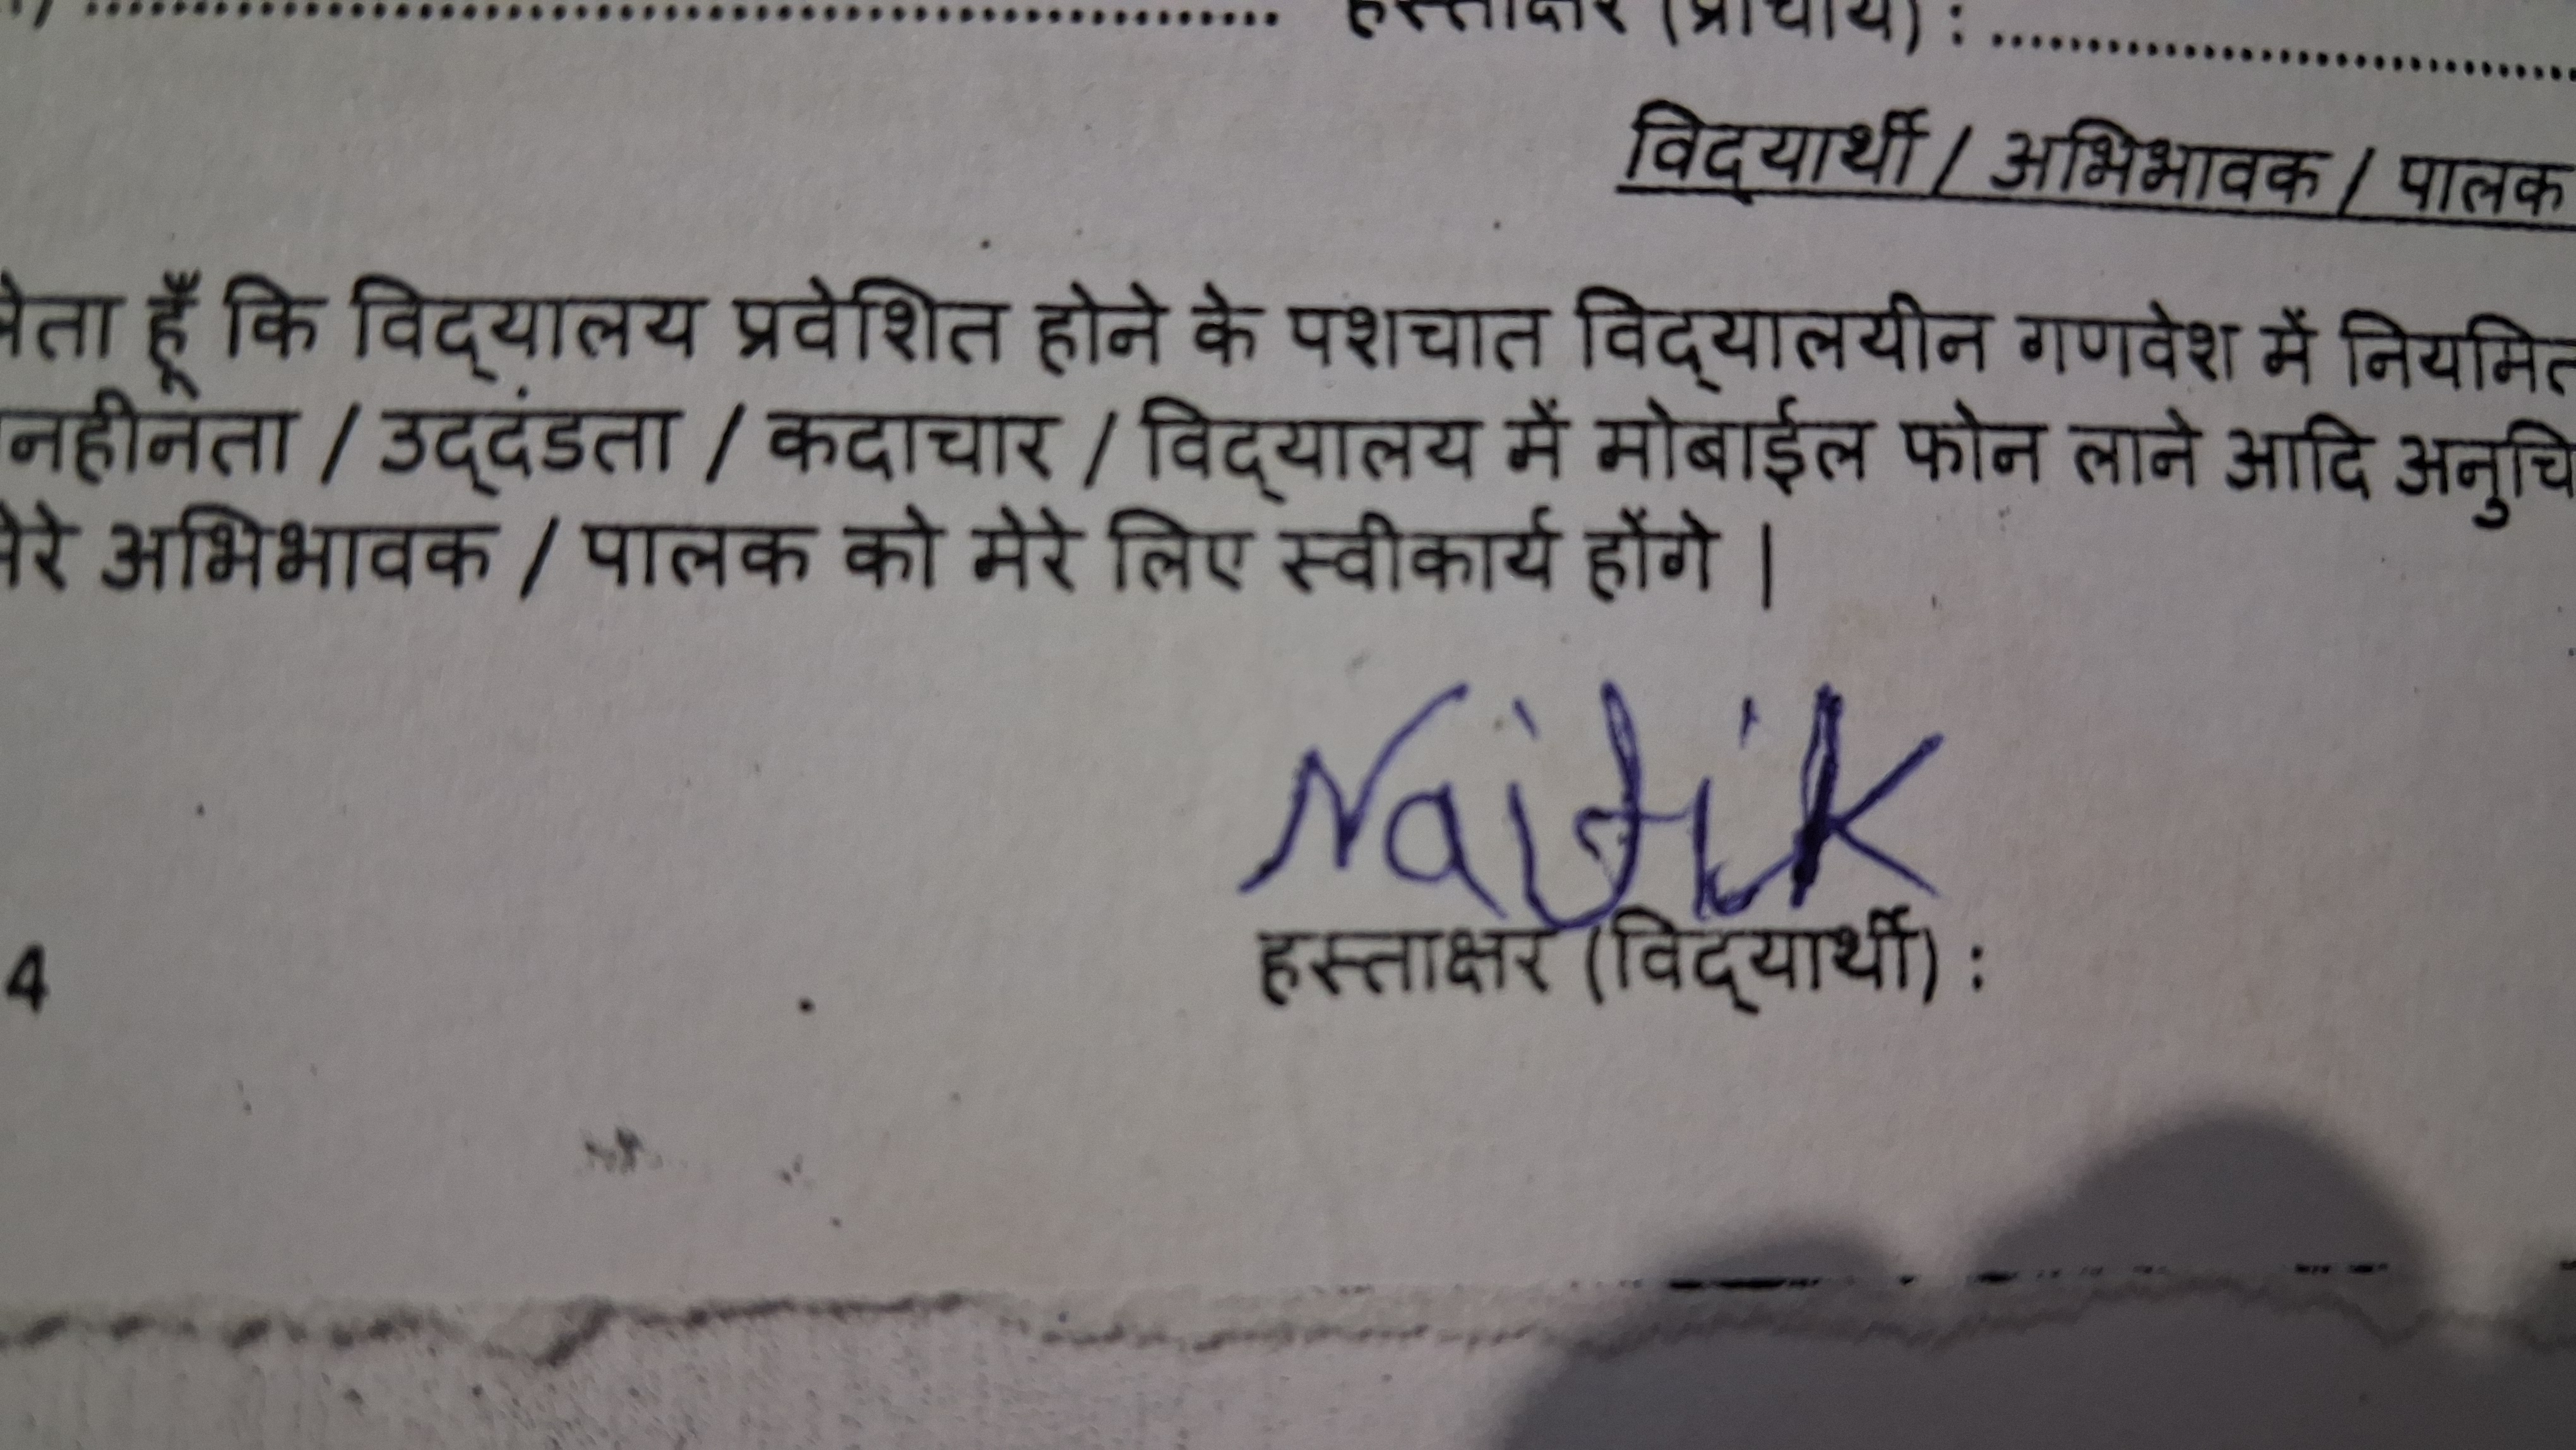 हस्ताक्षर (प्राचार्य) :
विद्यार्थी / अभिभावक / पालक
हूँ कि विद्यालय प्रवेशित होने के पशचात विद्यालयीन गणवेश में नियमित
नहीनता / उद्दंडता / कदाचार / विद्यालय में मोबाईल फोन लाने आदि अनुचि
मेरे अभिभावक / पालक को मेरे लिए स्वीकार्य होंगे |
Naitik
4 हस्ताक्षर (विद्यार्थी) :